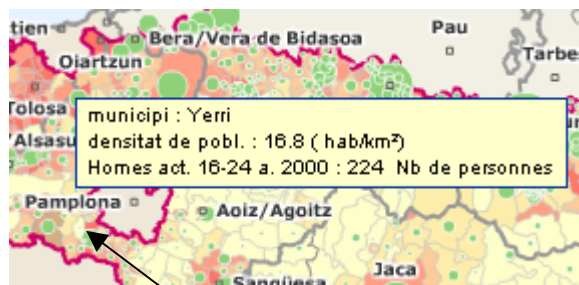 tien
Bera/Vera de Bidasoa
Pau
Oiartzun
Tarbe
Tolosa
municipi : Yerri
/Alsasu
densitat de pobl. : 16.8 ( hab/km²)
Homes act. 16-24 a. 2000 : 224 Nb de personnes
Pamplona
Aoiz/Agoitz
Jaca
Sangüesa